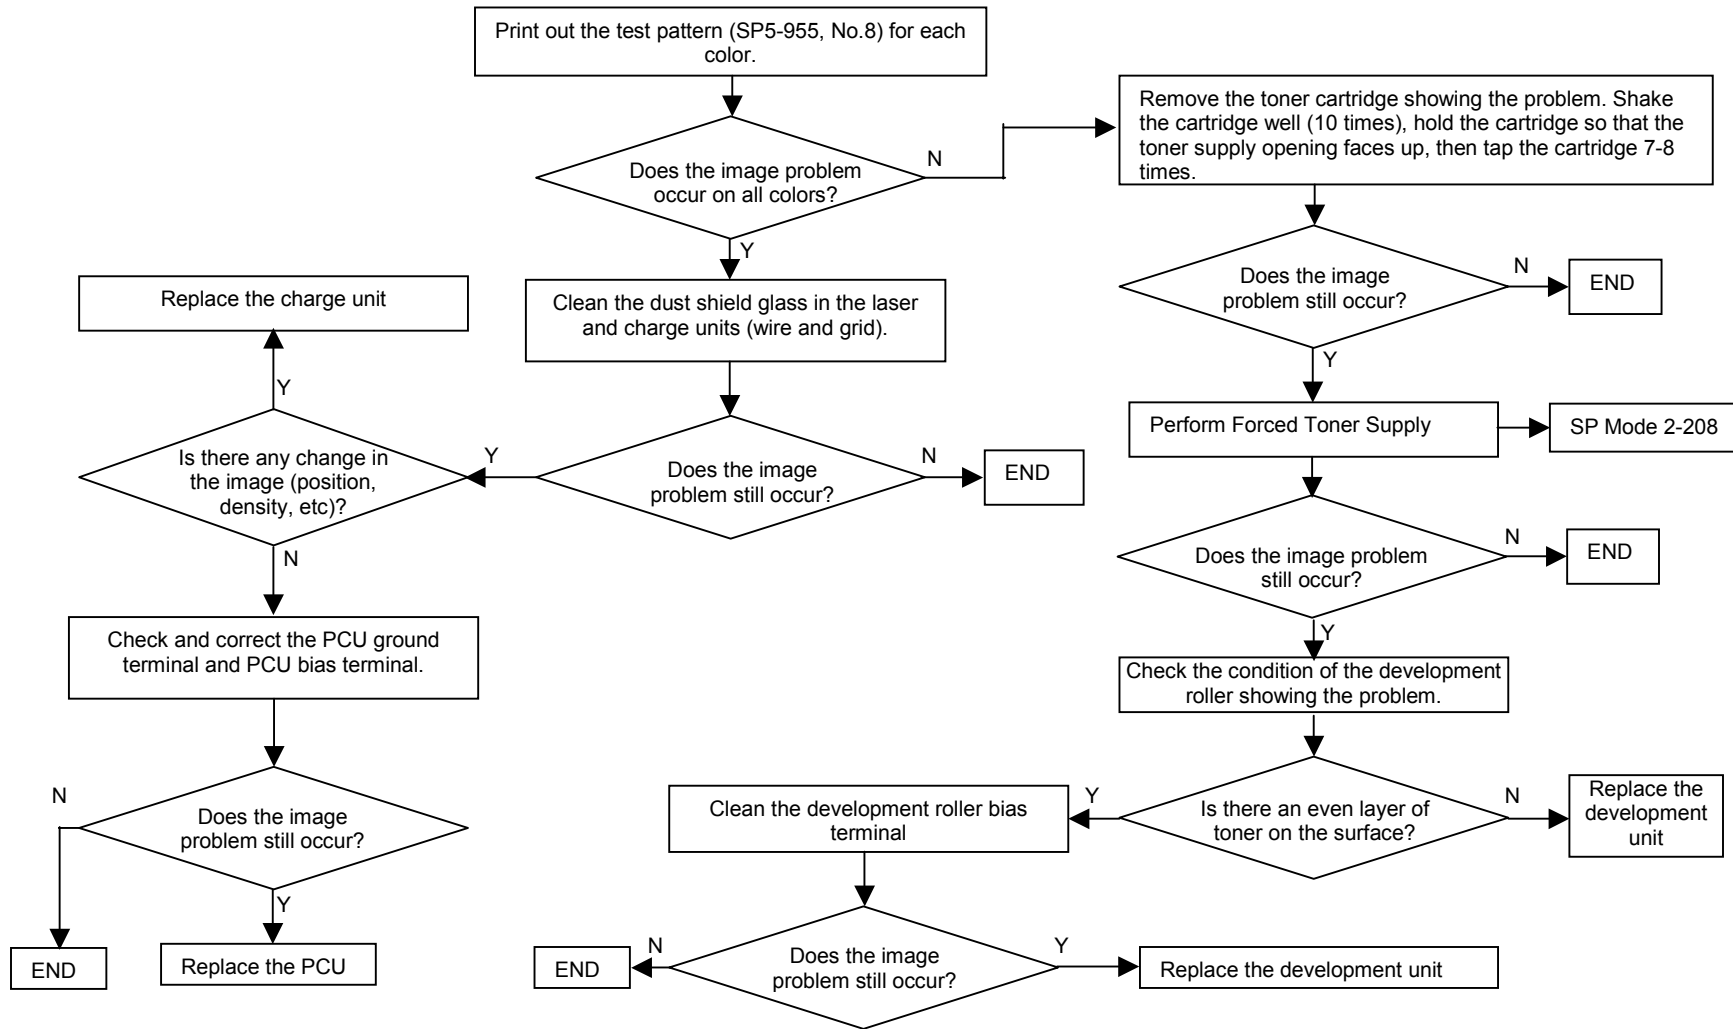 Print out the test pattern (SP5-955, No.8) for each
color.
Does the image problem
occur on all colors?
N
Y
Remove the toner cartridge showing the problem. Shake
the cartridge well (10 times), hold the cartridge so that the
toner supply opening faces up, then tap the cartridge 7-8
times.
Does the image
problem still occur?
N
END
Y
Perform Forced Toner Supply
SP Mode 2-208
Does the image problem
still occur?
N
END
Y
Check the condition of the development
roller showing the problem.
Is there an even layer of
toner on the surface?
N
Replace the
development
unit
Y
Clean the development roller bias
terminal
Does the image
problem still occur?
N
END
Y
Replace the development unit
Clean the dust shield glass in the laser
and charge units (wire and grid).
Does the image
problem still occur?
N
END
Y
Is there any change in
the image (position,
density, etc)?
Y
Replace the charge unit
N
Check and correct the PCU ground
terminal and PCU bias terminal.
Does the image
problem still occur?
N
END
Y
Replace the PCU